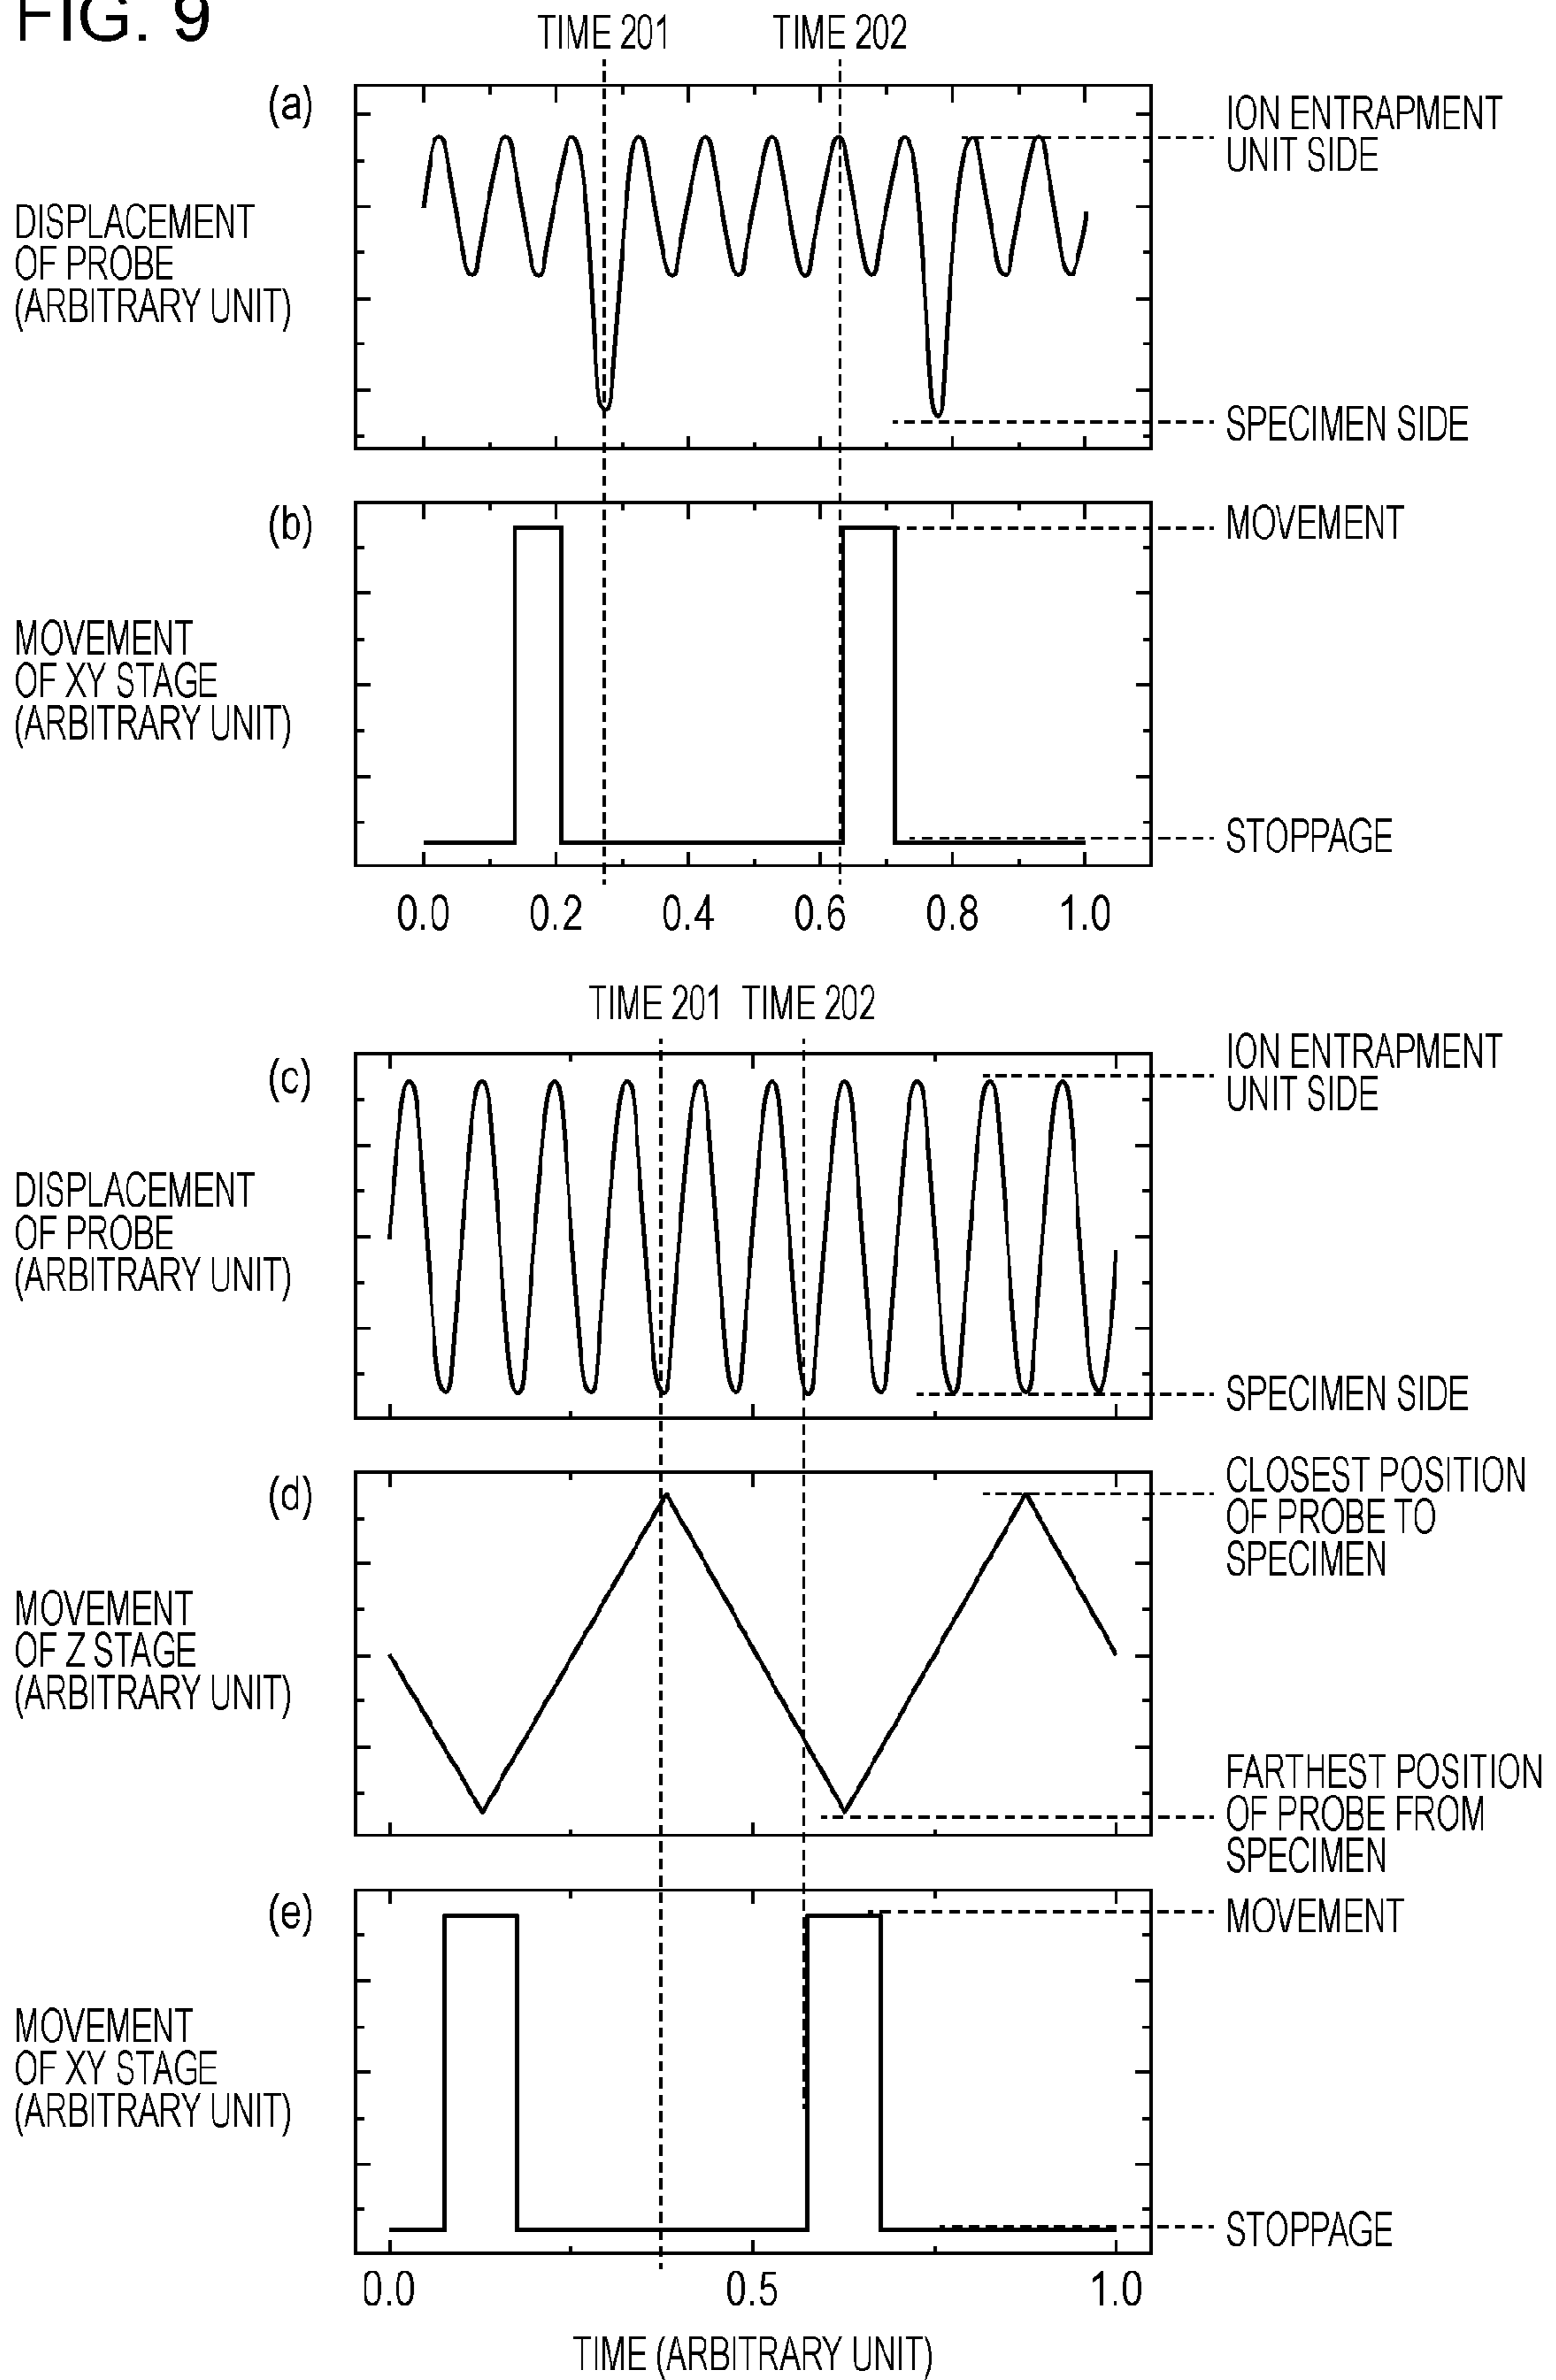 FIG. 9
TIME 201 TIME 202
(a)
DISPLACEMENT
OF PROBE
(ARBITRARY UNIT)
ION ENTRAPMENT
UNIT SIDE
SPECIMEN SIDE
(b)
MOVEMENT
OF XY STAGE
(ARBITRARY UNIT)
MOVEMENT
STOPPAGE
0.0 0.2 0.4 0.6 0.8 1.0
TIME 201 TIME 202
(c)
DISPLACEMENT
OF PROBE
(ARBITRARY UNIT)
ION ENTRAPMENT
UNIT SIDE
SPECIMEN SIDE
(d)
MOVEMENT
OF Z STAGE
(ARBITRARY UNIT)
CLOSEST POSITION
OF PROBE TO
SPECIMEN
FARTHEST POSITION
OF PROBE FROM
SPECIMEN
(e)
MOVEMENT
OF XY STAGE
(ARBITRARY UNIT)
MOVEMENT
STOPPAGE
0.0 0.5 1.0
TIME (ARBITRARY UNIT)